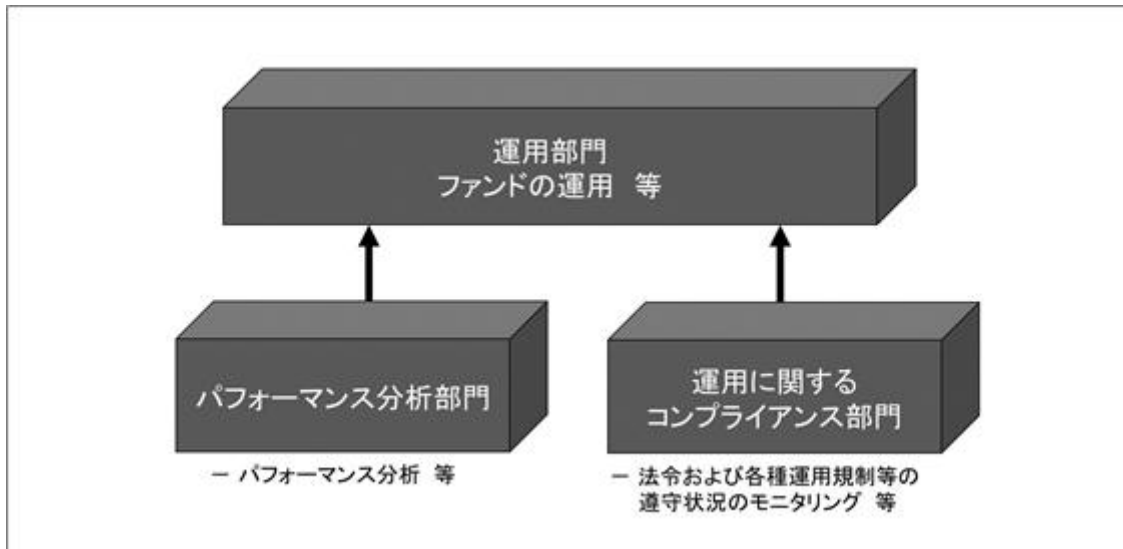 運用部門
ファンドの運用 等
パフォーマンス分析部門
－ パフォーマンス分析 等
運用に関する
コンプライアンス部門
－ 法令および各種運用規制等の
遵守状況のモニタリング 等